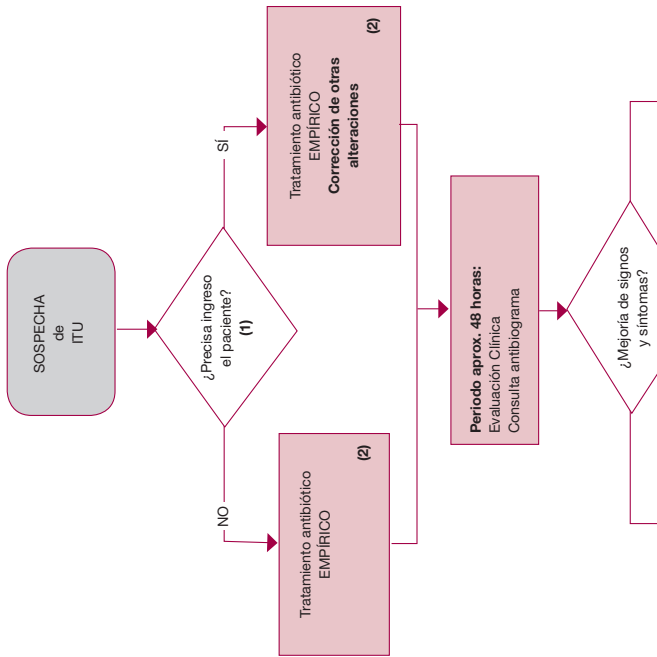 SOSPECHA
de
ITU
¿Precisa ingreso
el paciente?
(1)
NO
SÍ
Tratamiento antibiótico
EMPÍRICO
(2)
Tratamiento antibiótico
EMPÍRICO
Corrección de otras
alteraciones
(2)
Periodo aprox. 48 horas:
Evaluación Clínica
Consulta antibiograma
¿Mejoría de signos
y síntomas?